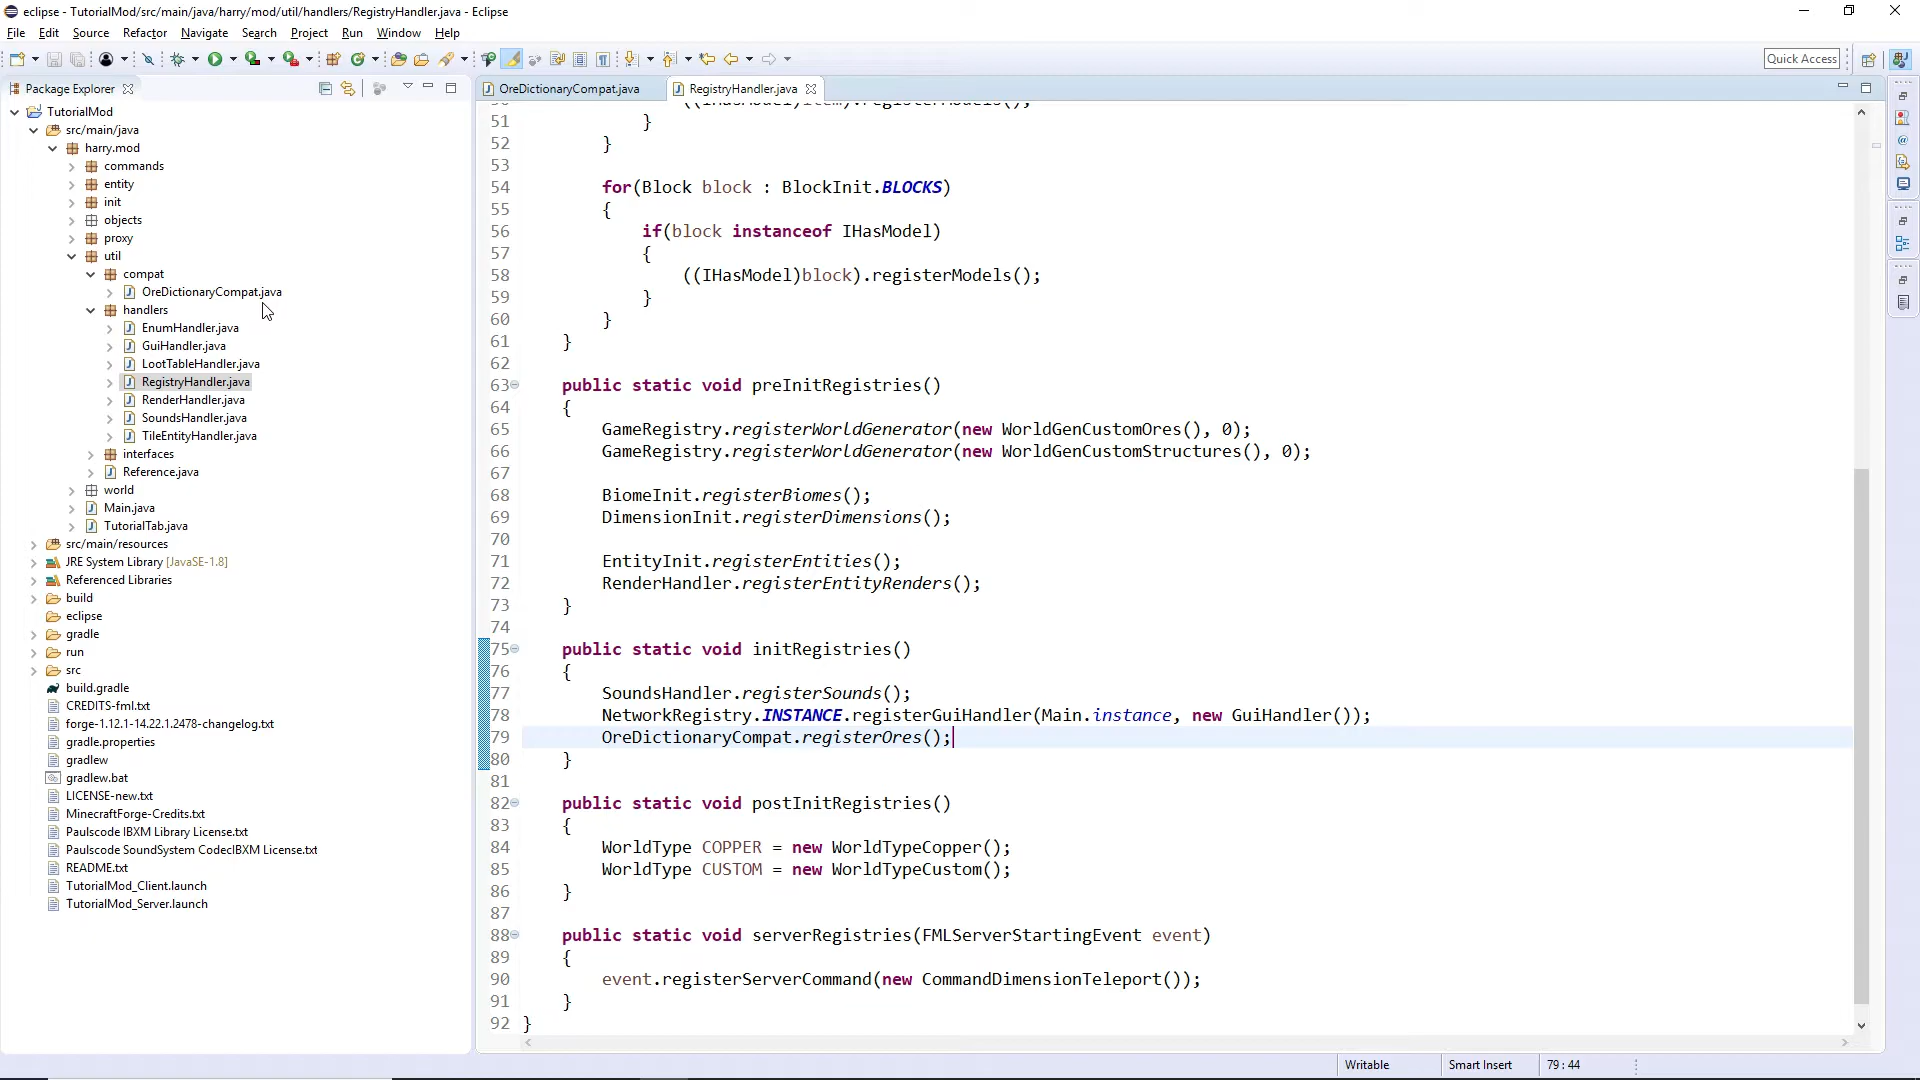 eclipse - TutorialMod/src/main/java/harry/mod/util/handlers/RegistryHandler.java - Eclipse
File Edit Source Refactor Navigate Search Project Run Window Help
Quick Access
Package Explorer
TutorialMod
src/main/java
harry.mod
commands
entity
init
objects
proxy
util
compat
OreDictionaryCompat.java
handlers
EnumHandler.java
GuiHandler.java
LootTableHandler.java
RegistryHandler.java
RenderHandler.java
SoundsHandler.java
TileEntityHandler.java
interfaces
Reference.java
world
Main.java
TutorialTab.java
src/main/resources
JRE System Library [JavaSE-1.8]
Referenced Libraries
build
eclipse
gradle
run
src
build.gradle
CREDITS-fml.txt
forge-1.12.1-14.22.1.2478-changelog.txt
gradle.properties
gradlew
gradlew.bat
LICENSE-new.txt
MinecraftForge-Credits.txt
Paulscode IBXM Library License.txt
Paulscode SoundSystem CodecIBXM License.txt
README.txt
TutorialMod_Client.launch
TutorialMod_Server.launch
OreDictionaryCompat.java RegistryHandler.java
50 ((IHasModel)item).registerModels();
51 }
52 }
53
54 for(Block block : BlockInit.BLOCKS)
55 {
56 if(block instanceof IHasModel)
57 {
58 ((IHasModel)block).registerModels();
59 }
60 }
61 }
62
63 public static void preInitRegistries()
64 {
65 GameRegistry.registerWorldGenerator(new WorldGenCustomOres(), 0);
66 GameRegistry.registerWorldGenerator(new WorldGenCustomStructures(), 0);
67
68 BiomeInit.registerBiomes();
69 DimensionInit.registerDimensions();
70
71 EntityInit.registerEntities();
72 RenderHandler.registerEntityRenders();
73 }
74
75 public static void initRegistries()
76 {
77 SoundsHandler.registerSounds();
78 NetworkRegistry.INSTANCE.registerGuiHandler(Main.instance, new GuiHandler());
79 OreDictionaryCompat.registerOres();
80 }
81
82 public static void postInitRegistries()
83 {
84 WorldType COPPER = new WorldTypeCopper();
85 WorldType CUSTOM = new WorldTypeCustom();
86 }
87
88 public static void serverRegistries(FMLServerStartingEvent event)
89 {
90 event.registerServerCommand(new CommandDimensionTeleport());
91 }
92 }
Writable Smart Insert 79 : 44